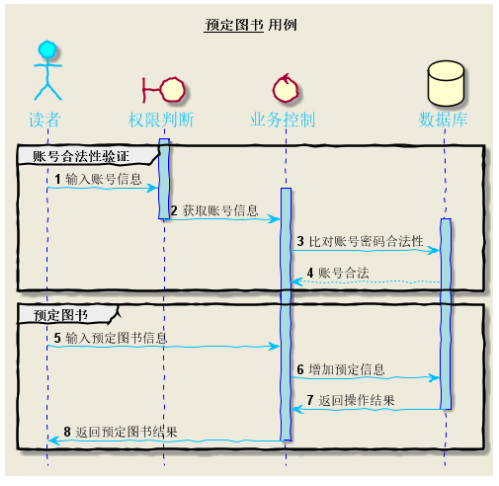 预定图书 用例
读者 权限判断 业务控制 数据库
账号合法性验证
1 输入账号信息
2 获取账号信息
3 比对账号密码合法性
4 账号合法
预定图书
5 输入预定图书信息
6 增加预定信息
7 返回操作结果
8 返回预定图书结果